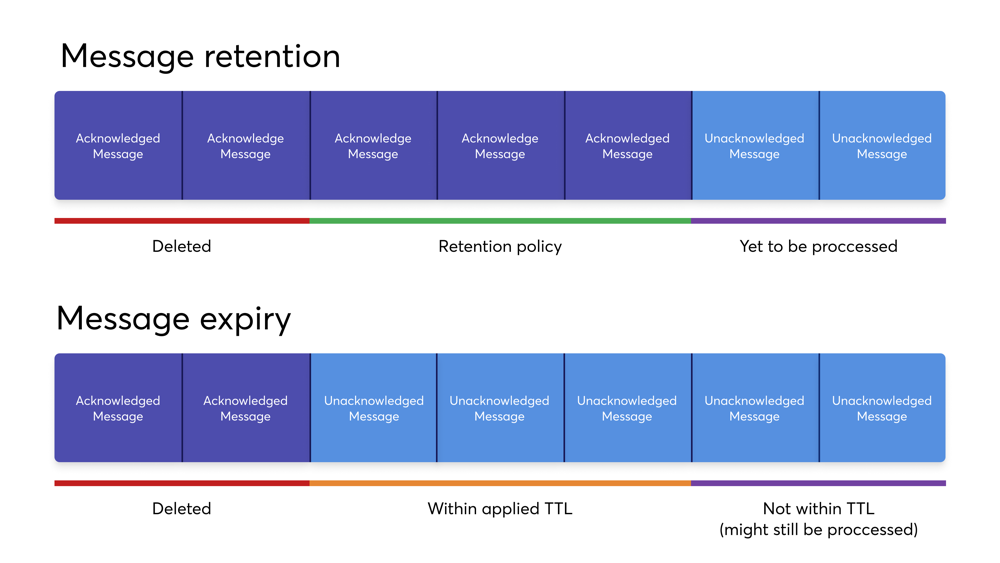 Message retention
Acknowledged
Message
Acknowledge
Message
Acknowledge
Message
Acknowledge
Message
Acknowledged
Message
Unacknowledged
Message
Unacknowledged
Message
Deleted
Retention policy
Yet to be proccessed
Message expiry
Acknowledged
Message
Acknowledged
Message
Unacknowledged
Message
Unacknowledged
Message
Unacknowledged
Message
Unacknowledged
Message
Unacknowledged
Message
Deleted
Within applied TTL
Not within TTL
(might still be proccessed)